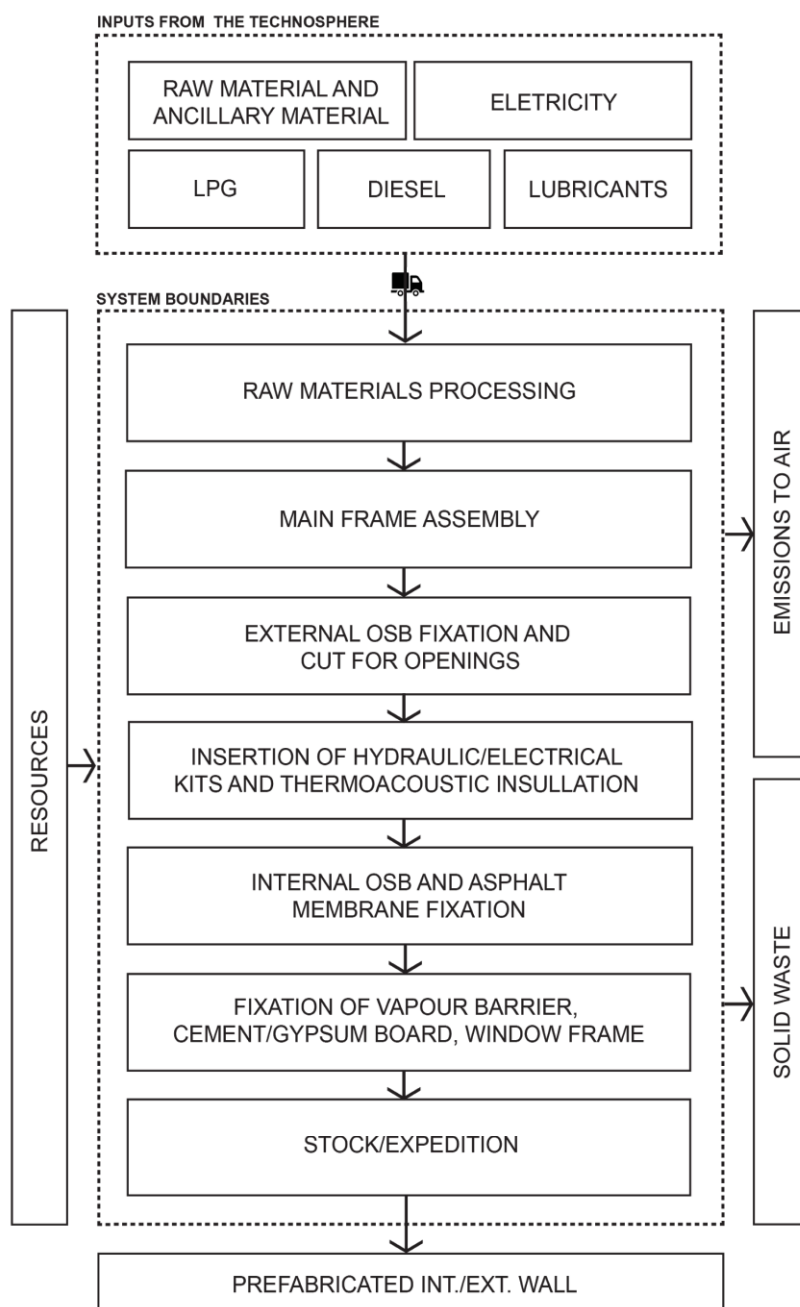 INPUTS FROM THE TECHNOSPHERE
RAW MATERIAL AND
ANCILLARY MATERIAL
ELETRICITY
LPG
DIESEL
LUBRICANTS
SYSTEM BOUNDARIES
RESOURCES
RAW MATERIALS PROCESSING
MAIN FRAME ASSEMBLY
EXTERNAL OSB FIXATION AND
CUT FOR OPENINGS
INSERTION OF HYDRAULIC/ELECTRICAL
KITS AND THERMOACOUSTIC INSULLATION
INTERNAL OSB AND ASPHALT
MEMBRANE FIXATION
FIXATION OF VAPOUR BARRIER,
CEMENT/GYPSUM BOARD, WINDOW FRAME
STOCK/EXPEDITION
EMISSIONS TO AIR
SOLID WASTE
PREFABRICATED INT./EXT. WALL